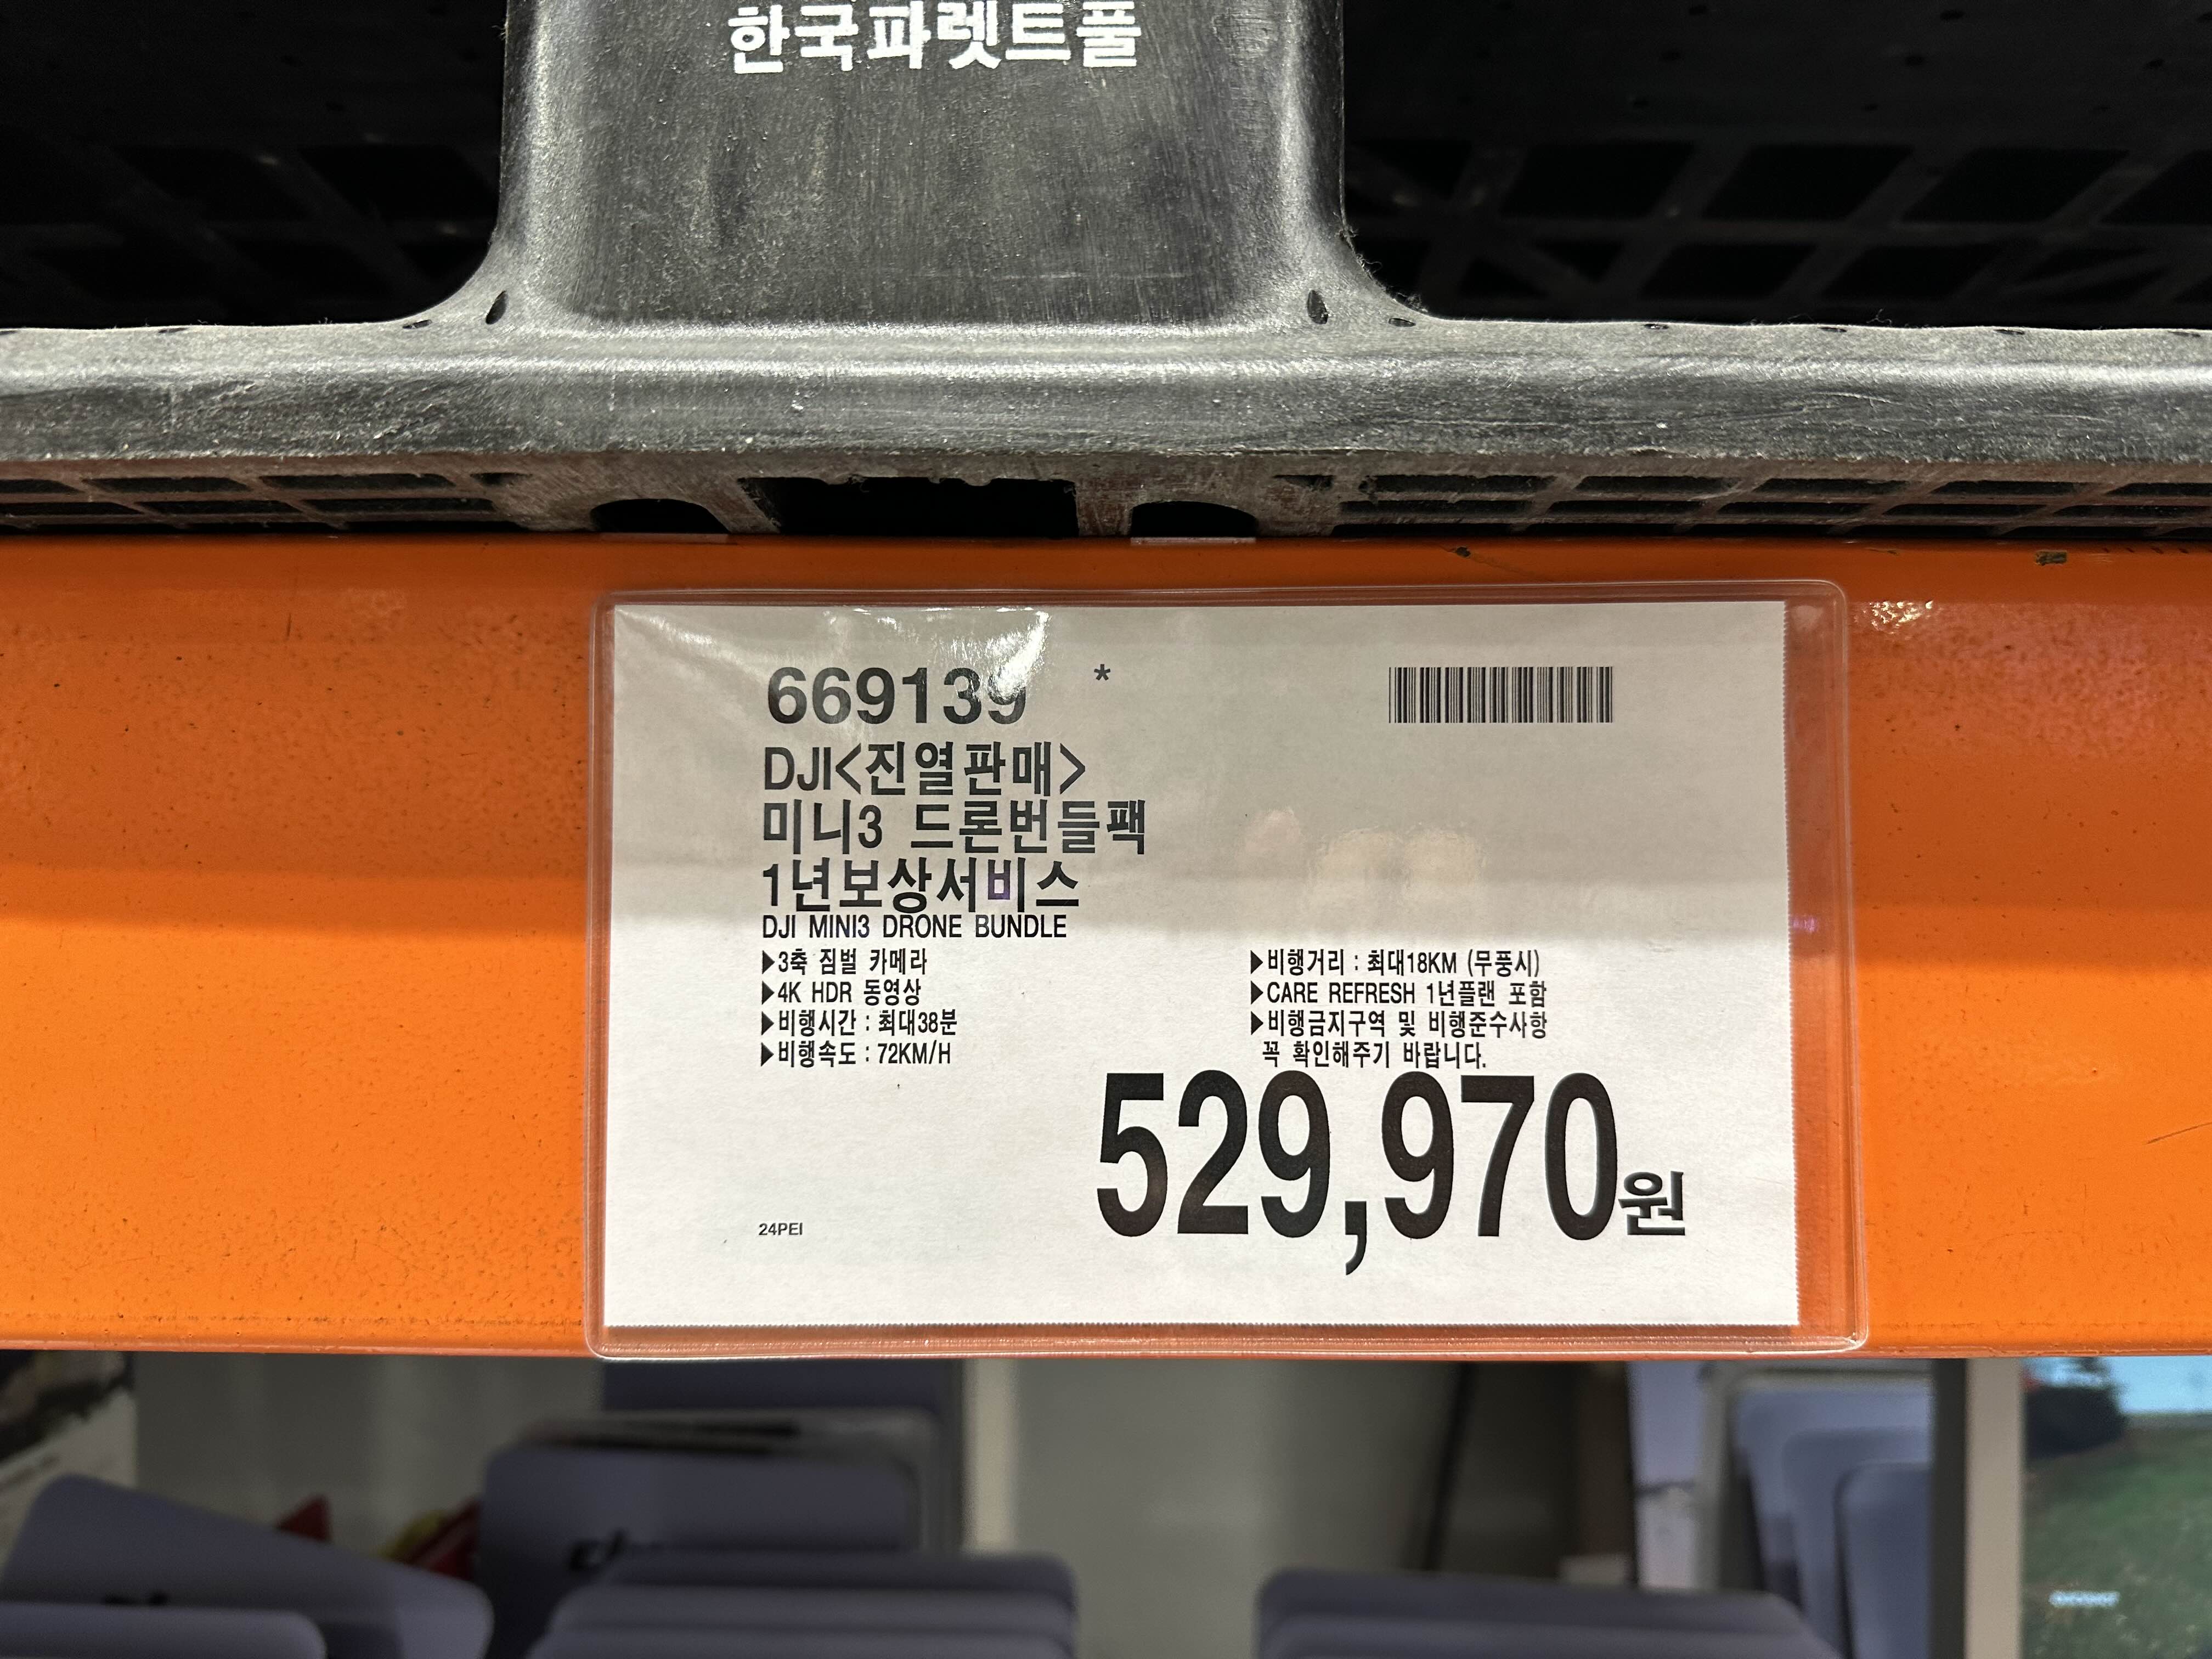 한국파렛트풀
669139 *
DJI<진열판매>
미니3 드론번들팩
1년보상서비스
DJI MINI3 DRONE BUNDLE
▶3축 짐벌 카메라
▶4K HDR 동영상
▶비행시간 : 최대38분
▶비행속도 : 72KM/H
▶비행거리 : 최대18KM (무풍시)
▶CARE REFRESH 1년플랜 포함
▶비행금지구역 및 비행준수사항
꼭 확인해주기 바랍니다.
529,970원
24PEI